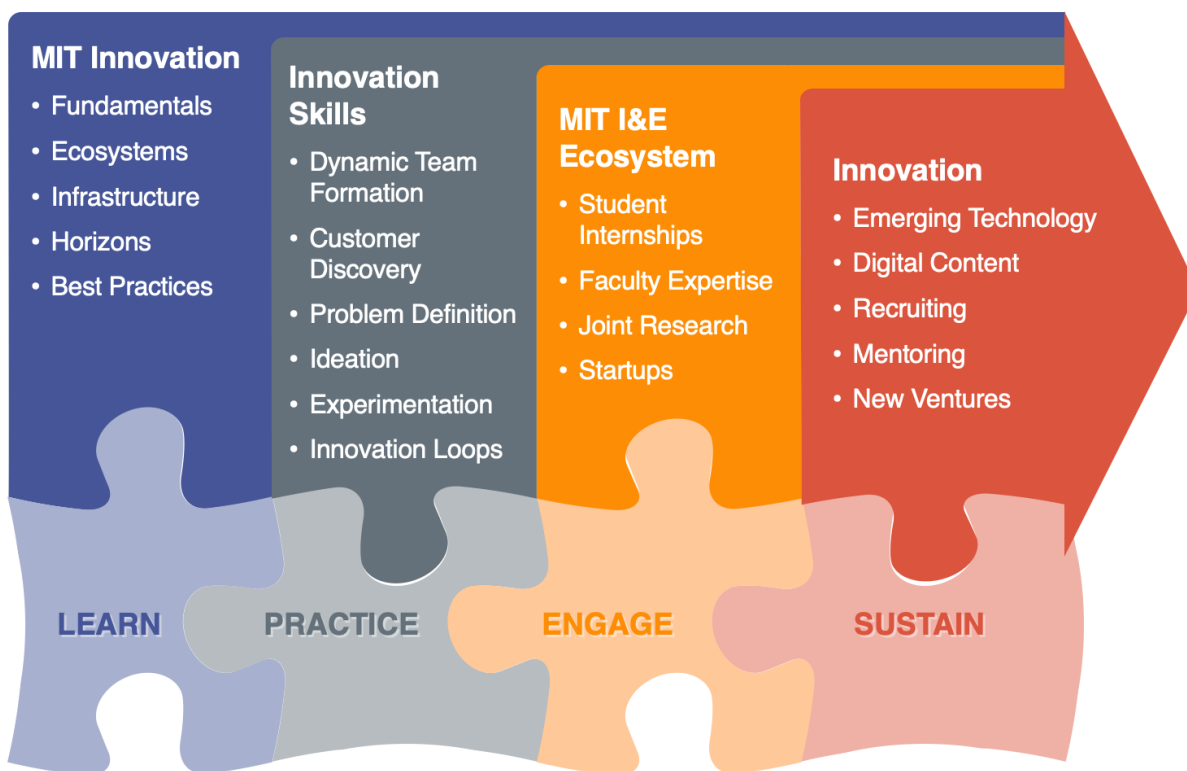 MIT Innovation
• Fundamentals
• Ecosystems
• Infrastructure
• Horizons
• Best Practices
Innovation
Skills
• Dynamic Team
Formation
• Customer
Discovery
• Problem Definition
• Ideation
• Experimentation
• Innovation Loops
MIT I&E
Ecosystem
• Student
Internships
• Faculty Expertise
• Joint Research
• Startups
Innovation
• Emerging Technology
• Digital Content
• Recruiting
• Mentoring
• New Ventures
LEARN
PRACTICE
ENGAGE
SUSTAIN